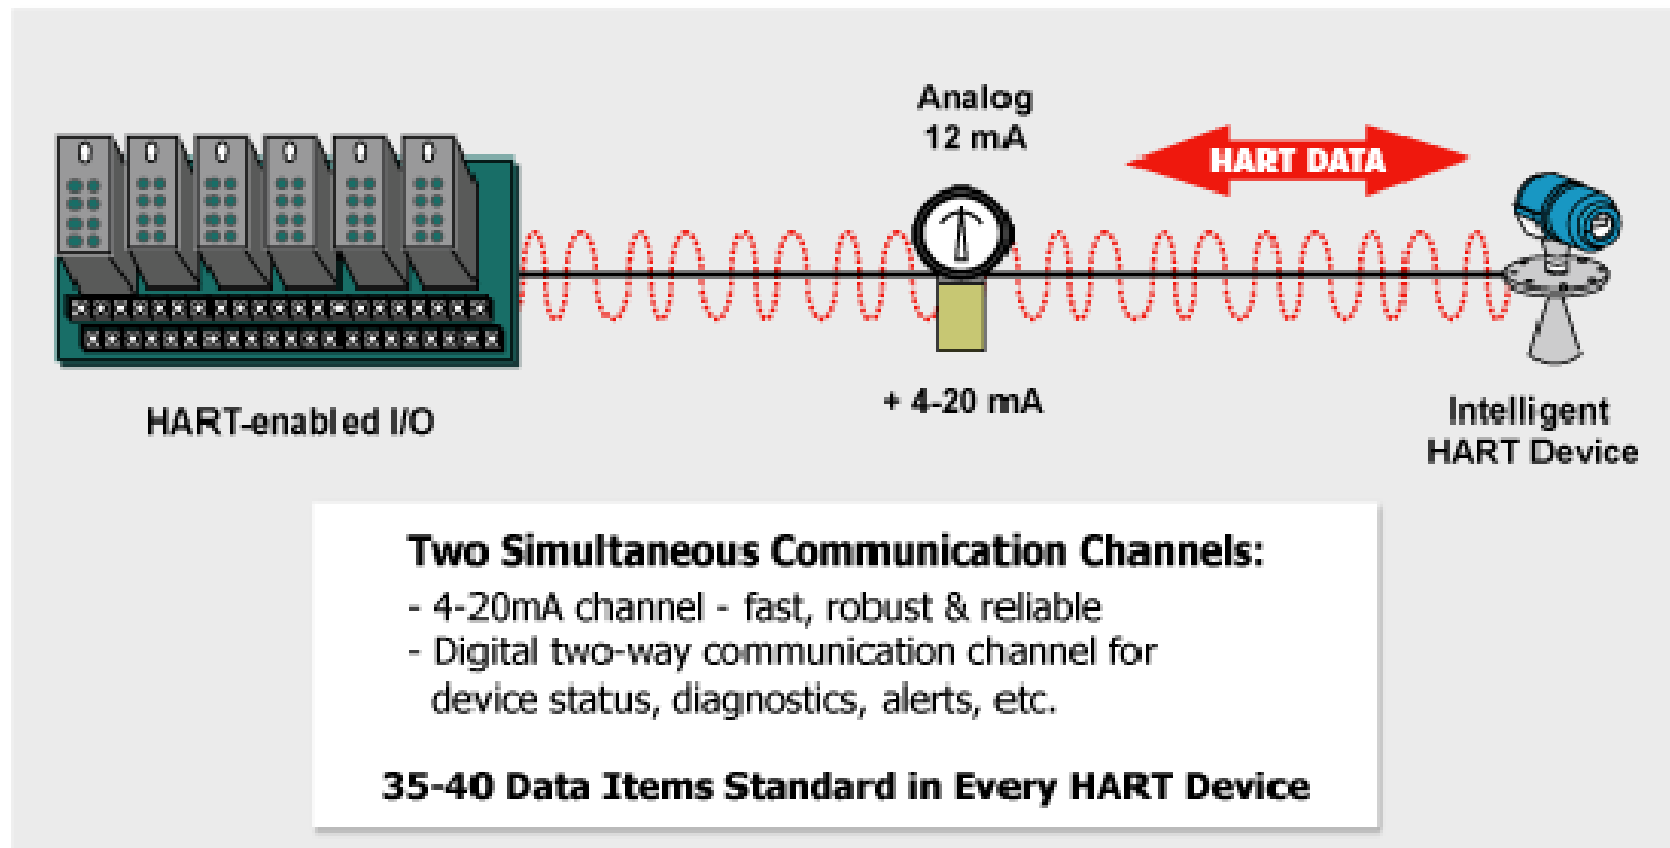 Analog
12 mA
HART DATA
HART-enabled I/O
+ 4-20 mA
Intelligent
HART Device
Two Simultaneous Communication Channels:
- 4-20mA channel - fast, robust & reliable
- Digital two-way communication channel for
device status, diagnostics, alerts, etc.
35-40 Data Items Standard in Every HART Device